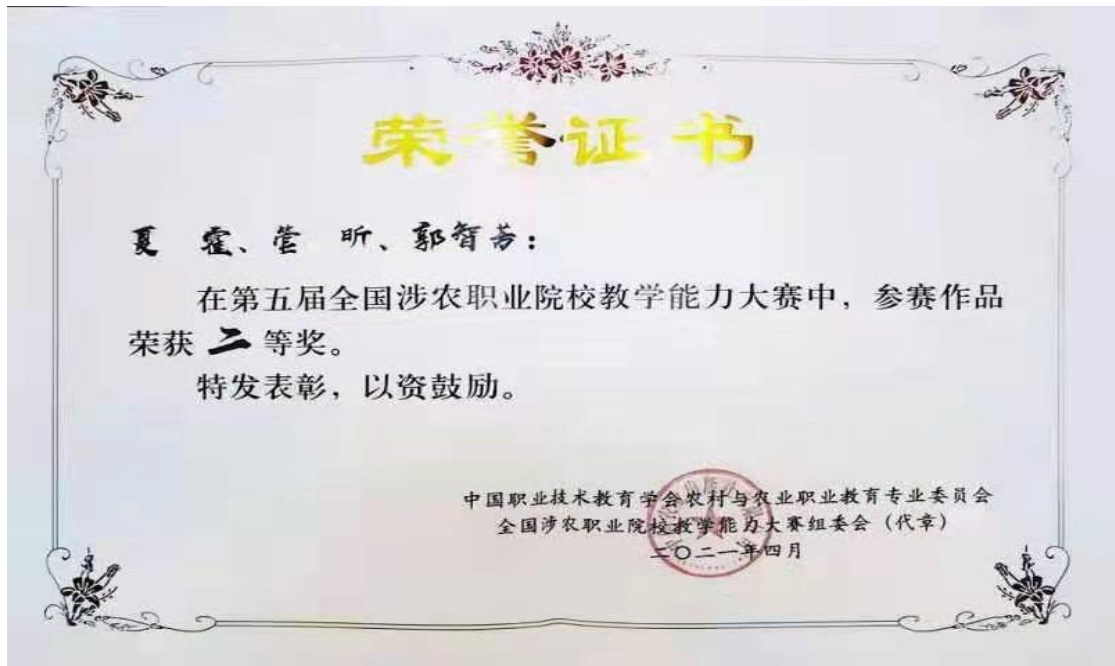 荣誉证书
夏 霍、管 昕、郭智芳：
在第五届全国涉农职业院校教学能力大赛中，参赛作品
荣获 二 等奖。
特发表彰，以资鼓励。
中国职业技术教育学会农村与农业职业教育专业委员会
全国涉农职业院校教学能力大赛组委会（代章）
二〇二一年四月